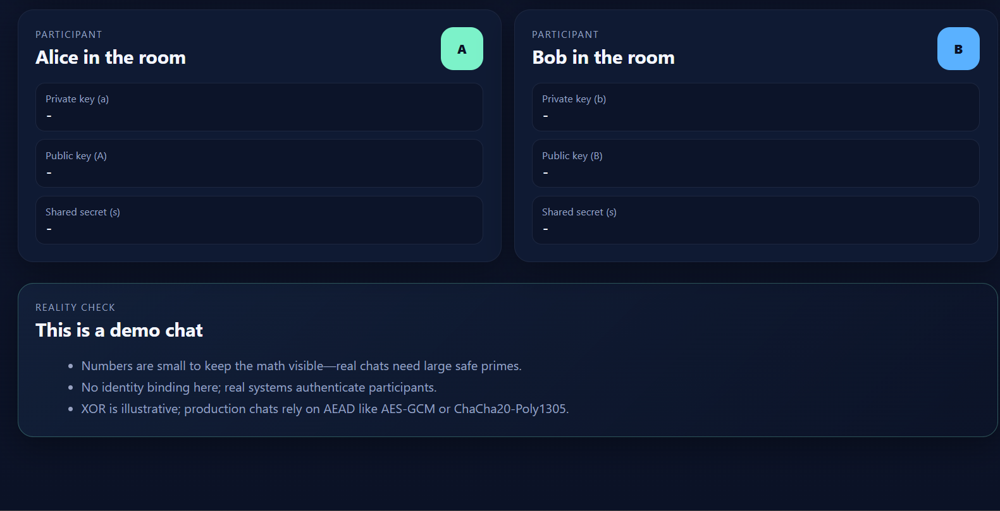 PARTICIPANT
Alice in the room
A
Private key (a)
-
Public key (A)
-
Shared secret (s)
-
PARTICIPANT
Bob in the room
B
Private key (b)
-
Public key (B)
-
Shared secret (s)
-
REALITY CHECK
This is a demo chat
• Numbers are small to keep the math visible—real chats need large safe primes.
• No identity binding here; real systems authenticate participants.
• XOR is illustrative; production chats rely on AEAD like AES-GCM or ChaCha20-Poly1305.